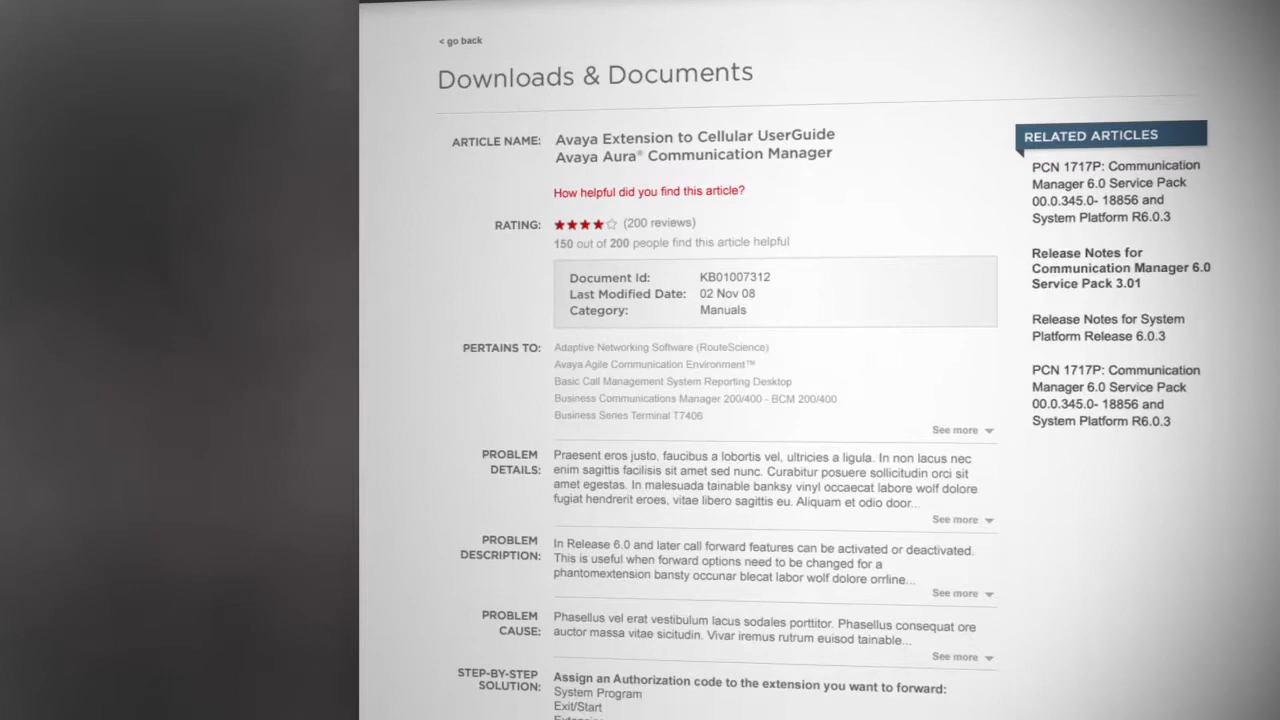 < go back
Downloads & Documents
ARTICLE NAME:
Avaya Extension to Cellular UserGuide
Avaya Aura® Communication Manager
How helpful did you find this article?
RATING:
(200 reviews)
150 out of 200 people find this article helpful
Document Id: KB01007312
Last Modified Date: 02 Nov 08
Category: Manuals
PERTAINS TO:
Adaptive Networking Software (RouteScience)
Avaya Agile Communication Environment™
Basic Call Management System Reporting Desktop
Business Communications Manager 200/400 - BCM 200/400
Business Series Terminal T7406
See more
PROBLEM
DETAILS:
Praesent eros justo, faucibus a lobortis vel, ultricies a ligula. In non lacus nec
enim sagittis facilisis sit amet sed nunc. Curabitur posuere sollicitudin orci sit
amet egestas. In malesuada tainable banksy vinyl occaecat labore wolf dolore
fugiat hendrerit eroes, vitae libero sagittis eu. Aliquam et odio door...
See more
PROBLEM
DESCRIPTION:
In Release 6.0 and later call forward features can be activated or deactivated.
This is useful when forward options need to be changed for a
phantomextension bansty occunar blecat labor wolf dolore orrline...
See more
PROBLEM
CAUSE:
Phasellus vel erat vestibulum lacus sodales porttitor. Phasellus consequat ore
auctor massa vitae sicitudin. Vivar iremus rutrum euisod tainable...
See more
STEP-BY-STEP
SOLUTION:
Assign an Authorization code to the extension you want to forward:
System Program
Exit/Start
RELATED ARTICLES
PCN 1717P: Communication
Manager 6.0 Service Pack
00.0.345.0- 18856 and
System Platform R6.0.3
Release Notes for
Communication Manager 6.0
Service Pack 3.01
Release Notes for System
Platform Release 6.0.3
PCN 1717P: Communication
Manager 6.0 Service Pack
00.0.345.0- 18856 and
System Platform R6.0.3